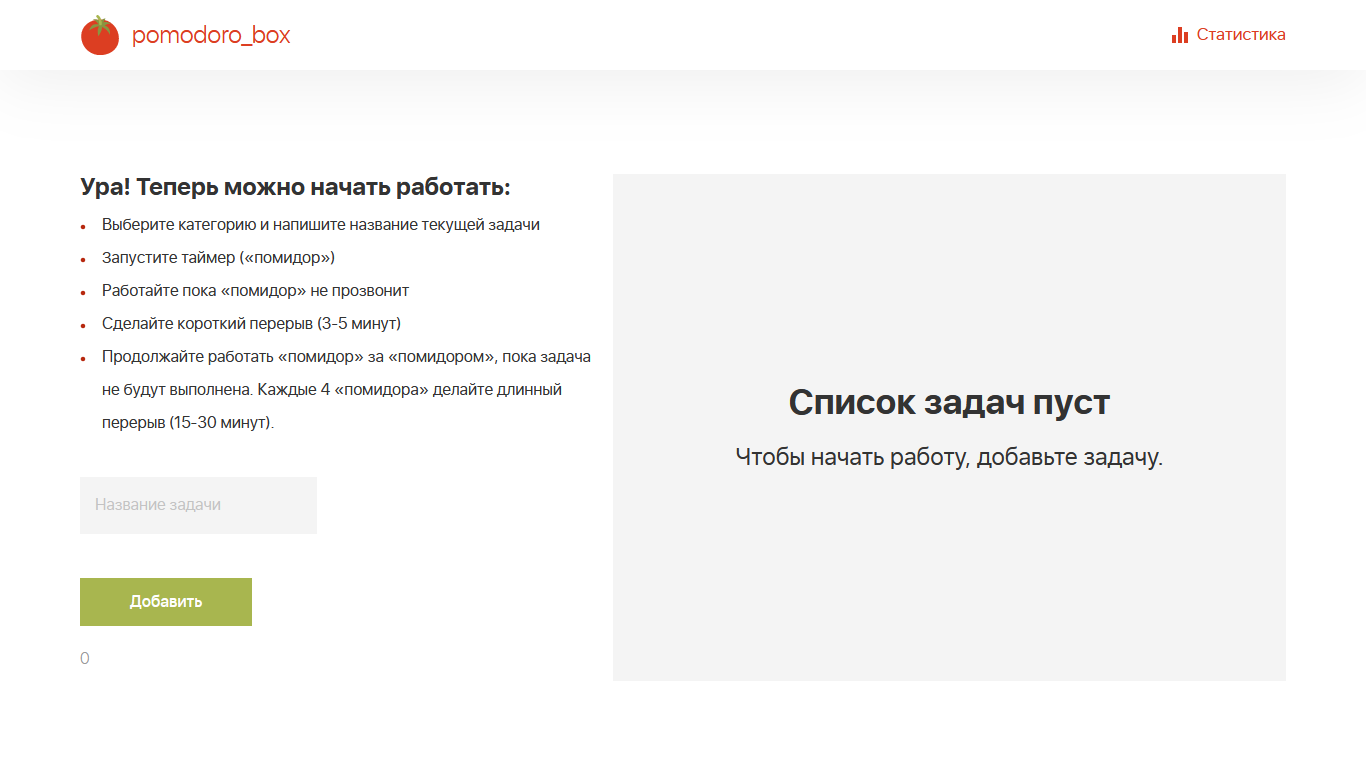 pomodoro_box
Статистика
Ура! Теперь можно начать работать:
Выберите категорию и напишите название текущей задачи
Запустите таймер («помидор»)
Работайте пока «помидор» не прозвонит
Сделайте короткий перерыв (3-5 минут)
Продолжайте работать «помидор» за «помидором», пока задача
не будут выполнена. Каждые 4 «помидора» делайте длинный
перерыв (15-30 минут).
Название задачи
Добавить
0
Список задач пуст
Чтобы начать работу, добавьте задачу.